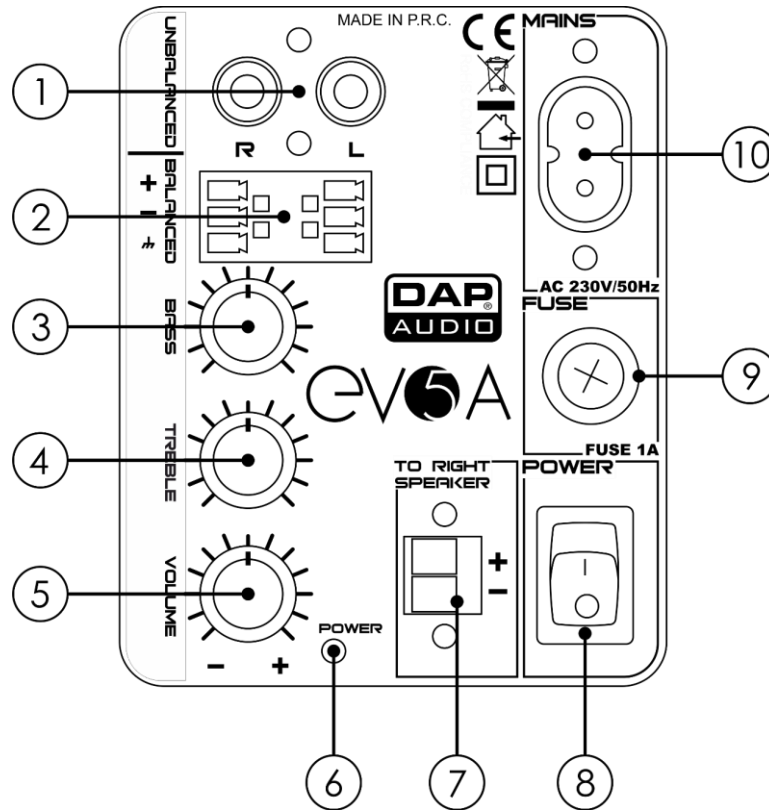 MADE IN P.R.C.
CE
MAINS
UNBALANCED
1
R
L
10
+
−
BALANCED
2
AC 230V/50Hz
FUSE
DAP®
AUDIO
BASS
3
evo5A
9
FUSE 1A
TREBLE
4
TO RIGHT
SPEAKER
POWER
+
−
VOLUME
5
POWER
− +
6
7
8